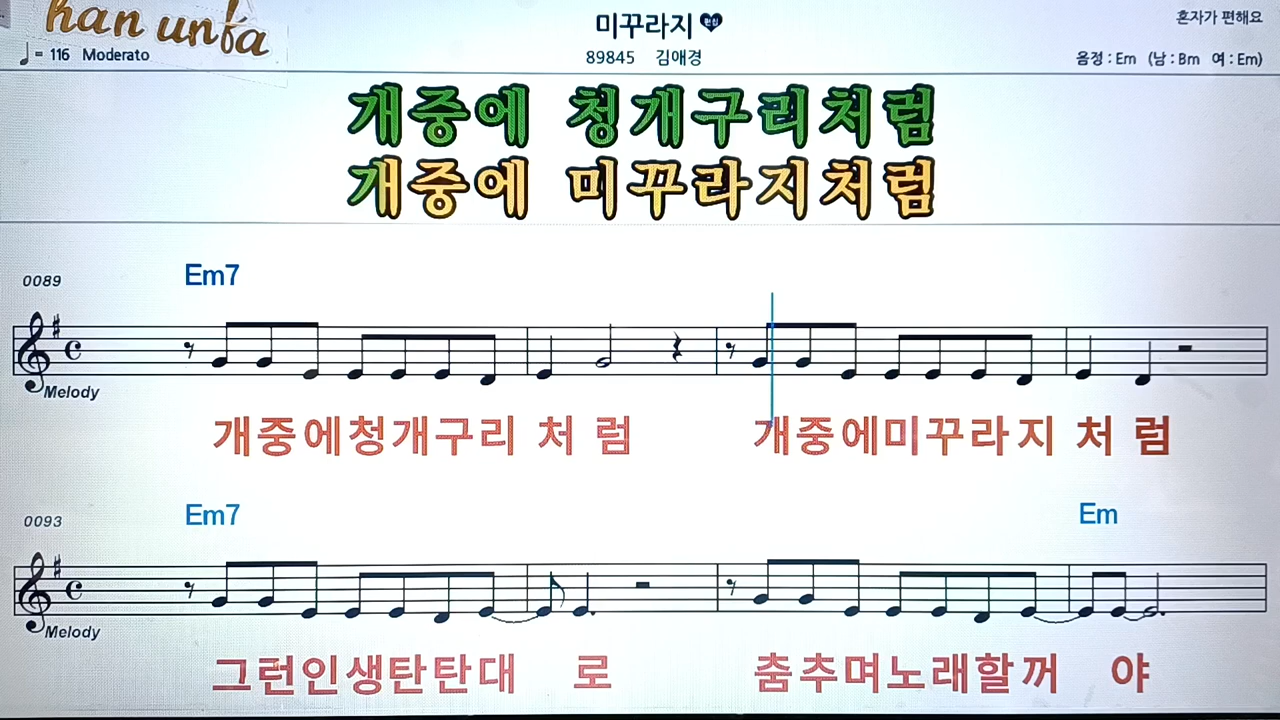 han unfa
미꾸라지 편심
혼자가 편해요
♩= 116 Moderato
89845 김애경
음정 : Em (남 : Bm 여 : Em)
개중에 청개구리처럼
개중에 미꾸라지처럼
0089
Em7
Melody
개중에청개구리 처 럼 개중에미꾸라지 처 럼
0093
Em7 Em
Melody
그런인생탄탄대 로 춤추며노래할꺼 야